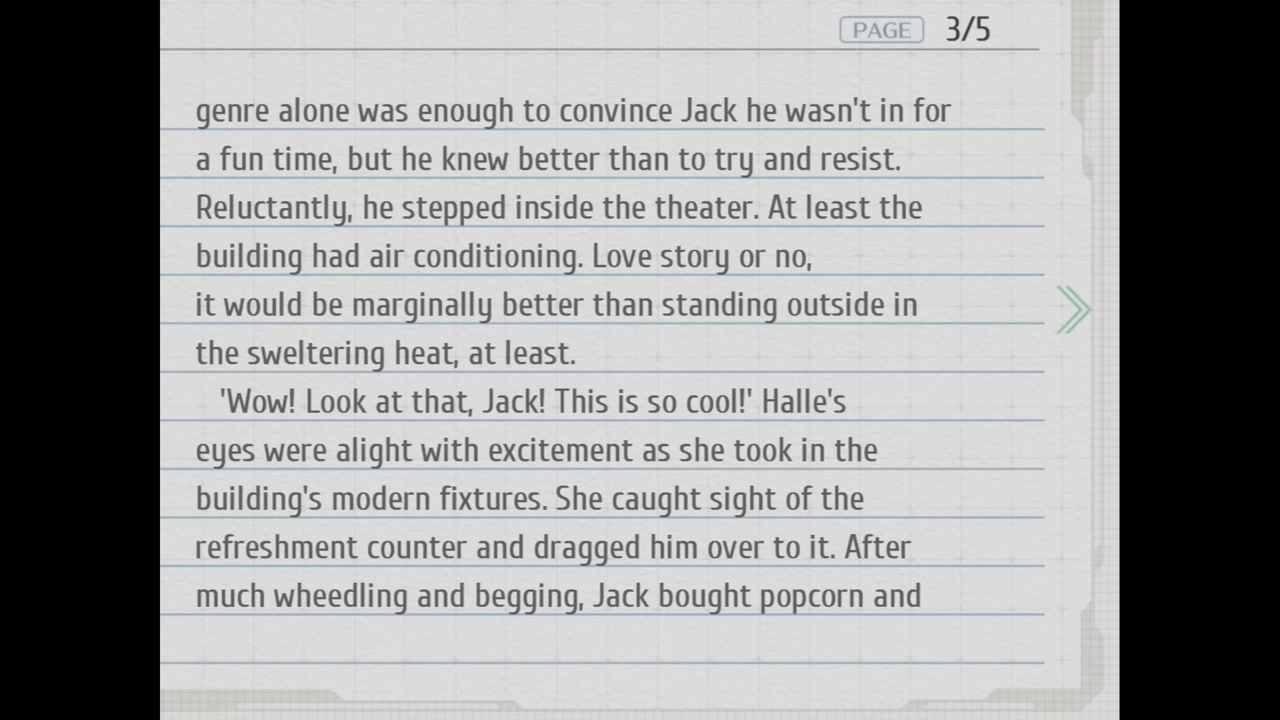 PAGE 3/5
genre alone was enough to convince Jack he wasn't in for
a fun time, but he knew better than to try and resist.
Reluctantly, he stepped inside the theater. At least the
building had air conditioning. Love story or no,
it would be marginally better than standing outside in
the sweltering heat, at least.
'Wow! Look at that, Jack! This is so cool!' Halle's
eyes were alight with excitement as she took in the
building's modern fixtures. She caught sight of the
refreshment counter and dragged him over to it. After
much wheedling and begging, Jack bought popcorn and